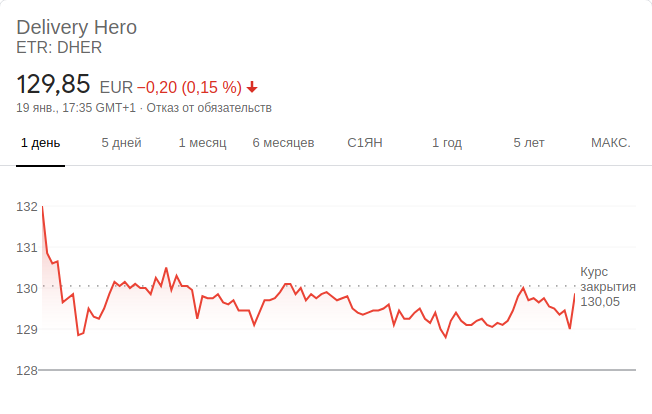 Delivery Hero
ETR: DHER
129,85 EUR −0,20 (0,15 %)
19 янв., 17:35 GMT+1 · Отказ от обязательств
1 день 5 дней 1 месяц 6 месяцев С1ЯН 1 год 5 лет МАКС.
132
131
130
129
128
Курс
закрытия
130,05